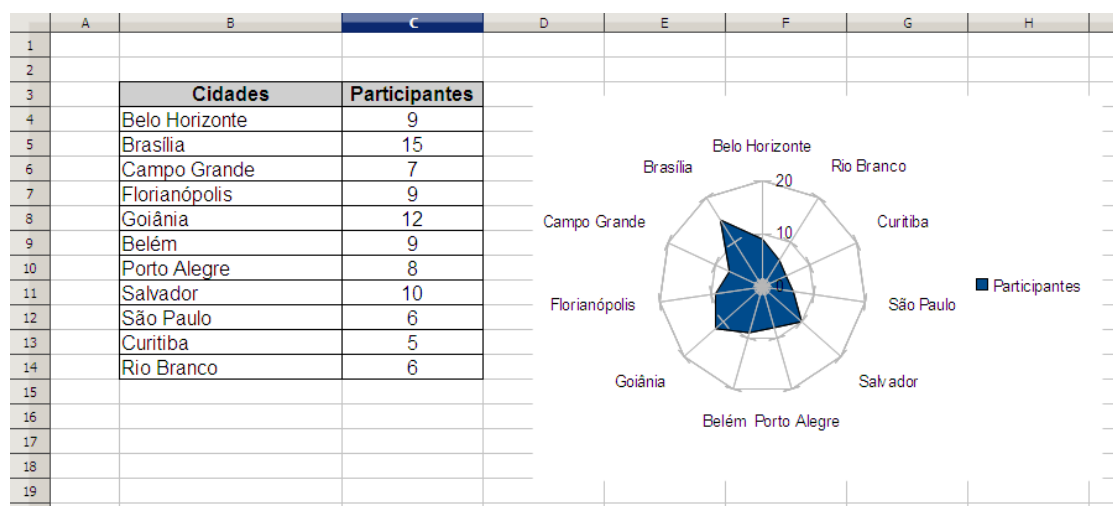 A B C D E F G H
1
2
3 Cidades Participantes
4 Belo Horizonte 9
5 Brasília 15
6 Campo Grande 7
7 Florianópolis 9
8 Goiânia 12
9 Belém 9
10 Porto Alegre 8
11 Salvador 10
12 São Paulo 6
13 Curitiba 5
14 Rio Branco 6
15
16
17
18
19
Belo Horizonte
Brasília Rio Branco
20
Campo Grande Curitiba
10
0 Participantes
Florianópolis São Paulo
Goiânia Salvador
Belém Porto Alegre